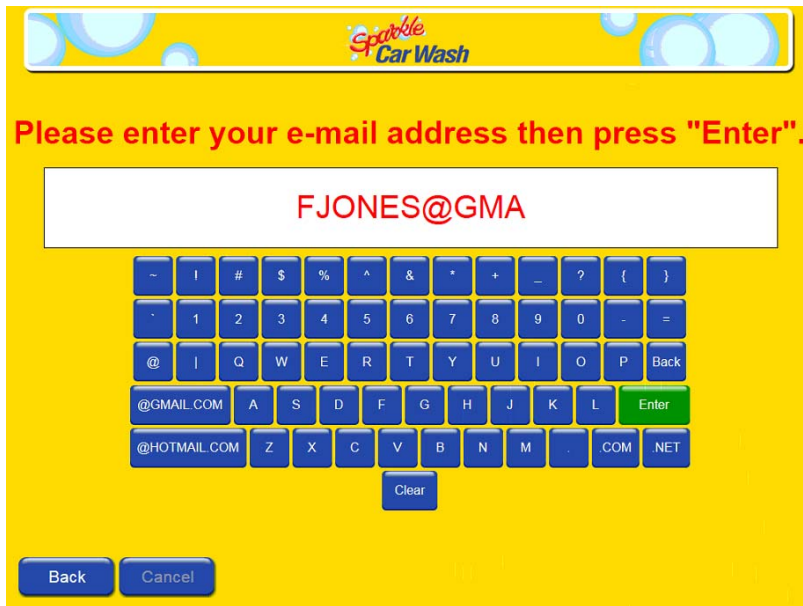 Sparkle
Car Wash
Please enter your e-mail address then press "Enter".
FJONES@GMA
~ ! # $ % ^ & * + _ ? { }
` 1 2 3 4 5 6 7 8 9 0 - =
@ | Q W E R T Y U I O P Back
@GMAIL.COM A S D F G H J K L Enter
@HOTMAIL.COM Z X C V B N M . .COM .NET
Clear
Back Cancel